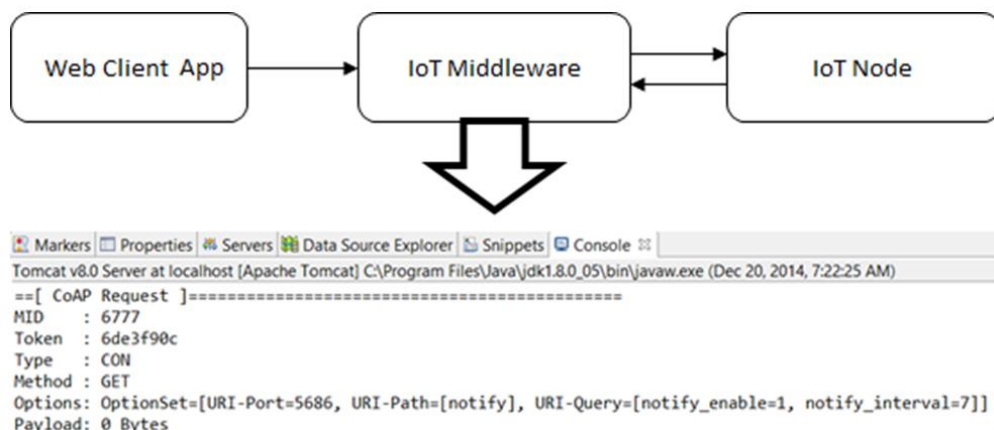 Web Client App
IoT Middleware
IoT Node
Markers Properties Servers Data Source Explorer Snippets Console
Tomcat v8.0 Server at localhost [Apache Tomcat] C:\Program Files\Java\jdk1.8.0_05\bin\javaw.exe (Dec 20, 2014, 7:22:25 AM)
==[ CoAP Request ]=============================================
MID    : 6777
Token  : 6de3f90c
Type   : CON
Method : GET
Options: OptionSet=[URI-Port=5686, URI-Path=[notify], URI-Query=[notify_enable=1, notify_interval=7]]
Payload: 0 Bytes